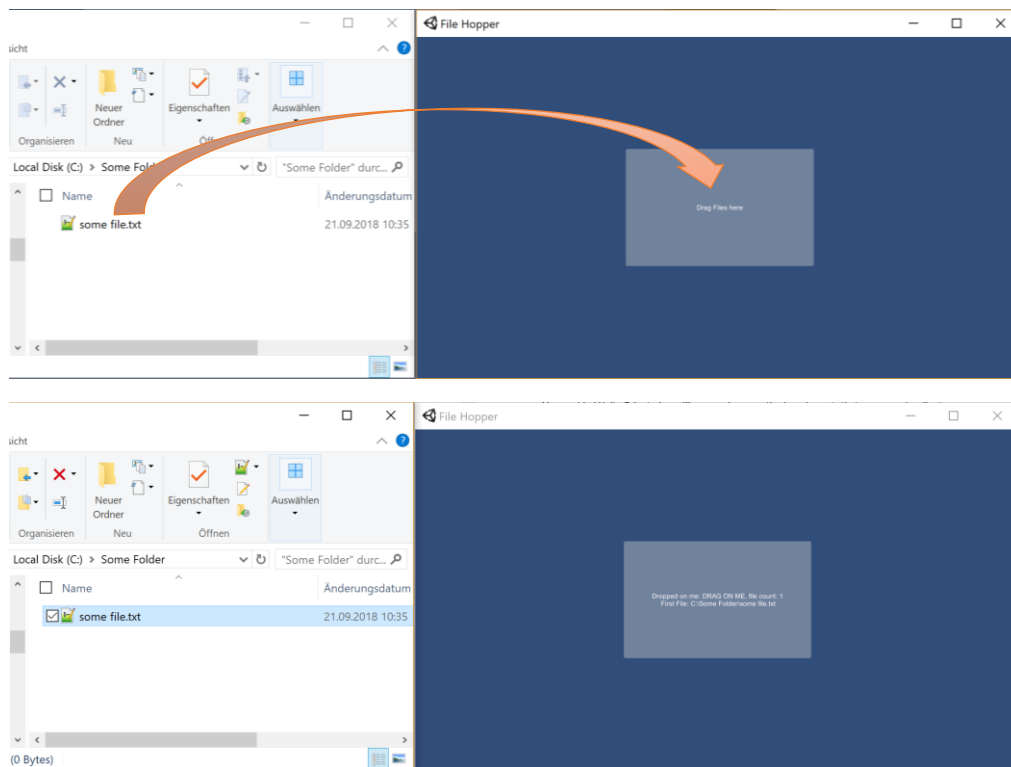 File Hopper
sicht
Neuer
Ordner
Eigenschaften
Auswählen
Organisieren
Neu
Öff
Local Disk (C:) > Some Fold
"Some Folder" durc...
Name
Änderungsdatum
some file.txt
21.09.2018 10:35
Drag Files here
File Hopper
sicht
Neuer
Ordner
Eigenschaften
Auswählen
Organisieren
Neu
Öffnen
Local Disk (C:) > Some Folder
"Some Folder" durc...
Name
Änderungsdatum
some file.txt
21.09.2018 10:35
(0 Bytes)
Dropped on me: DRAG ON ME, file count: 1
First File: C:\Some Folder\some file.txt